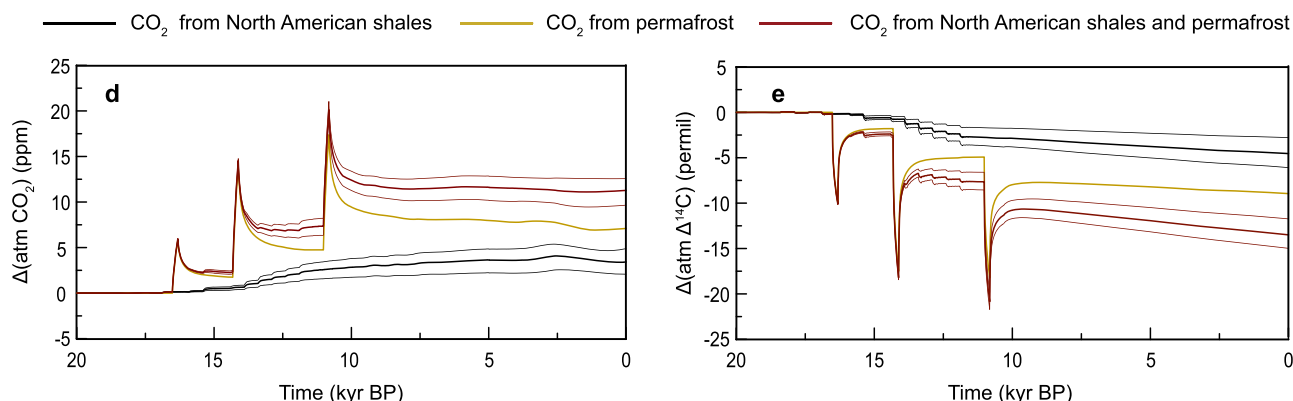 CO₂ from North American shales CO₂ from permafrost CO₂ from North American shales and permafrost
d
Δ(atm CO₂) (ppm)
25
20
15
10
5
0
-5
20 15 10 5 0
Time (kyr BP)
e
Δ(atm Δ¹⁴C) (permil)
5
0
-5
-10
-15
-20
-25
20 15 10 5 0
Time (kyr BP)